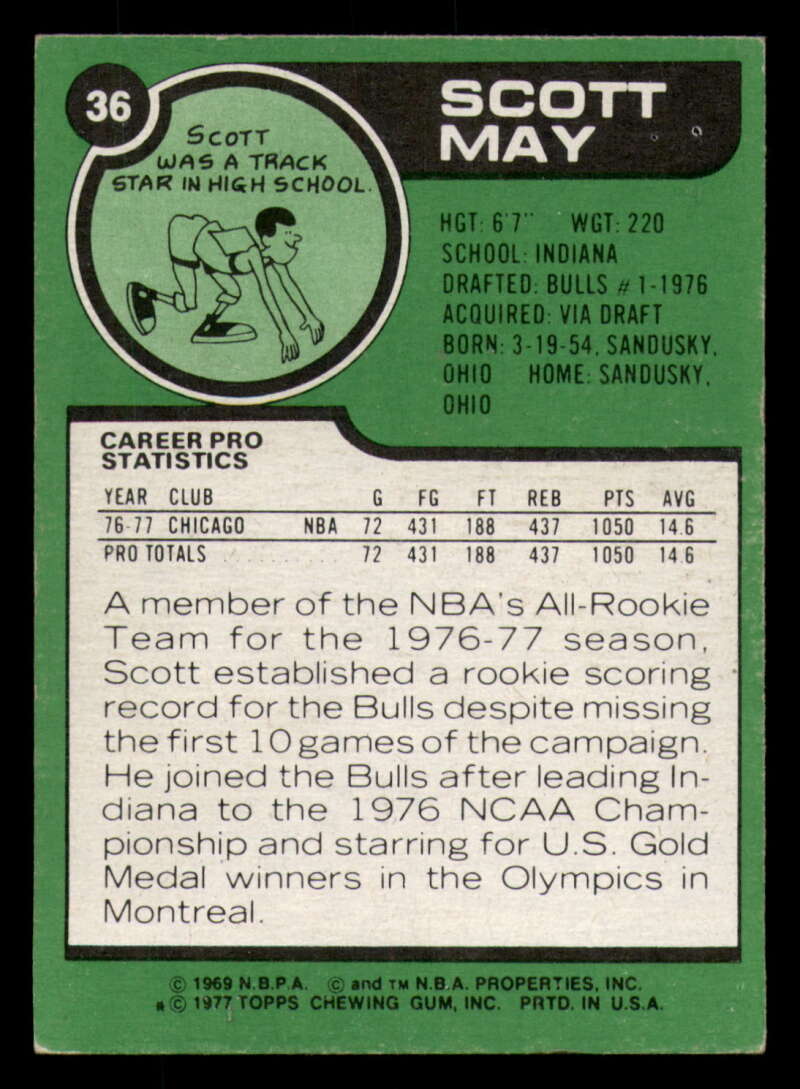 36
SCOTT
WAS A TRACK
STAR IN HIGH SCHOOL.
SCOTT
MAY
HGT: 6'7" WGT: 220
SCHOOL: INDIANA
DRAFTED: BULLS #1-1976
ACQUIRED: VIA DRAFT
BORN: 3-19-54, SANDUSKY,
OHIO HOME: SANDUSKY,
OHIO
CAREER PRO
STATISTICS
YEAR CLUB G FG FT REB PTS AVG
76-77 CHICAGO NBA 72 431 188 437 1050 14.6
PRO TOTALS 72 431 188 437 1050 14.6
A member of the NBA's All-Rookie
Team for the 1976-77 season,
Scott established a rookie scoring
record for the Bulls despite missing
the first 10 games of the campaign.
He joined the Bulls after leading In-
diana to the 1976 NCAA Cham-
pionship and starring for U.S. Gold
Medal winners in the Olympics in
Montreal.
© 1969 N.B.P.A. © and TM N.B.A. PROPERTIES, INC.
* © 1977 TOPPS CHEWING GUM, INC. PRTD. IN U.S.A.